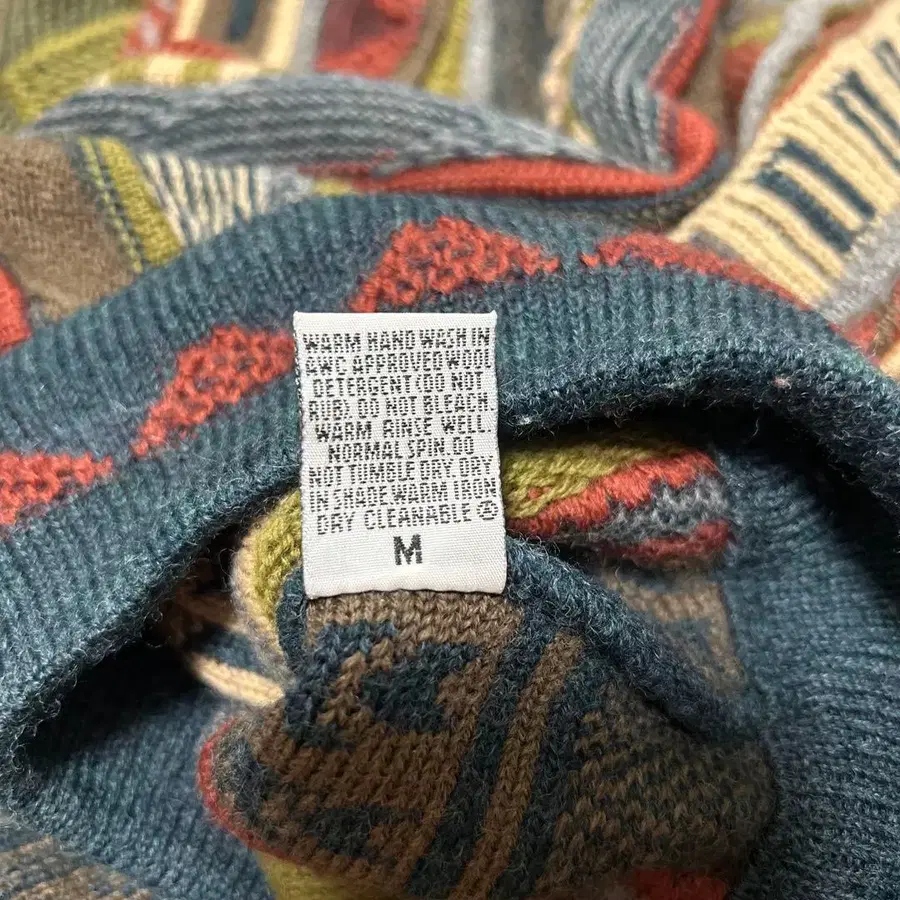 WARM HAND WASH IN
AWC APPROVED WOOL
DETERGENT (DO NOT
RUB). DO NOT BLEACH.
WARM RINSE WELL.
NORMAL SPIN. DO
NOT TUMBLE DRY. DRY
IN SHADE. WARM IRON.
DRY CLEANABLE Ⓐ
M